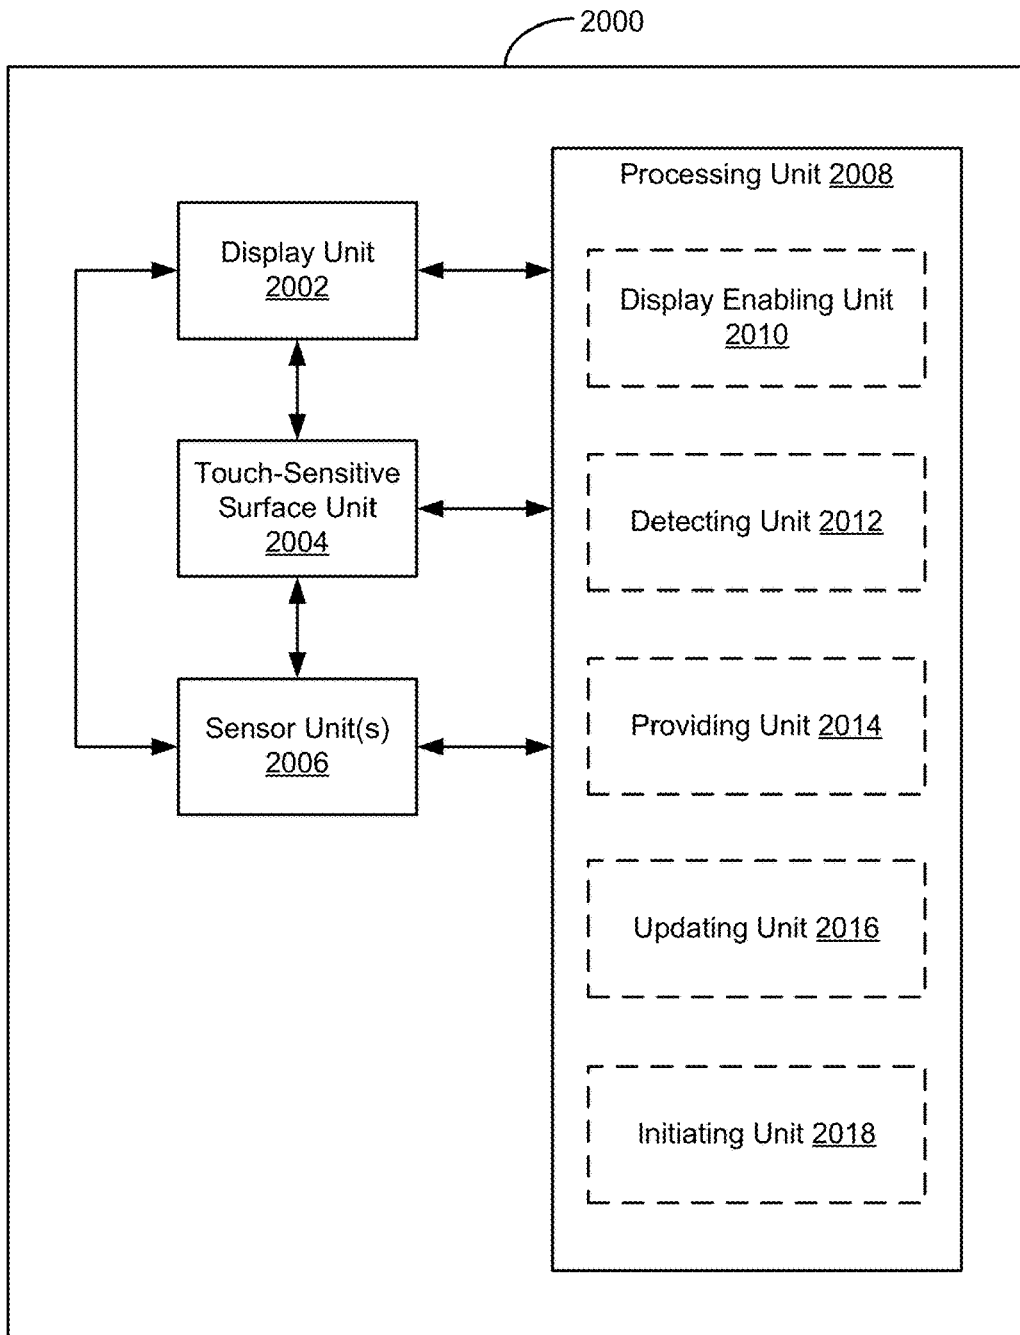 2000
Processing Unit 2008
Display Unit
2002
Display Enabling Unit
2010
Touch-Sensitive
Surface Unit
2004
Detecting Unit 2012
Sensor Unit(s)
2006
Providing Unit 2014
Updating Unit 2016
Initiating Unit 2018